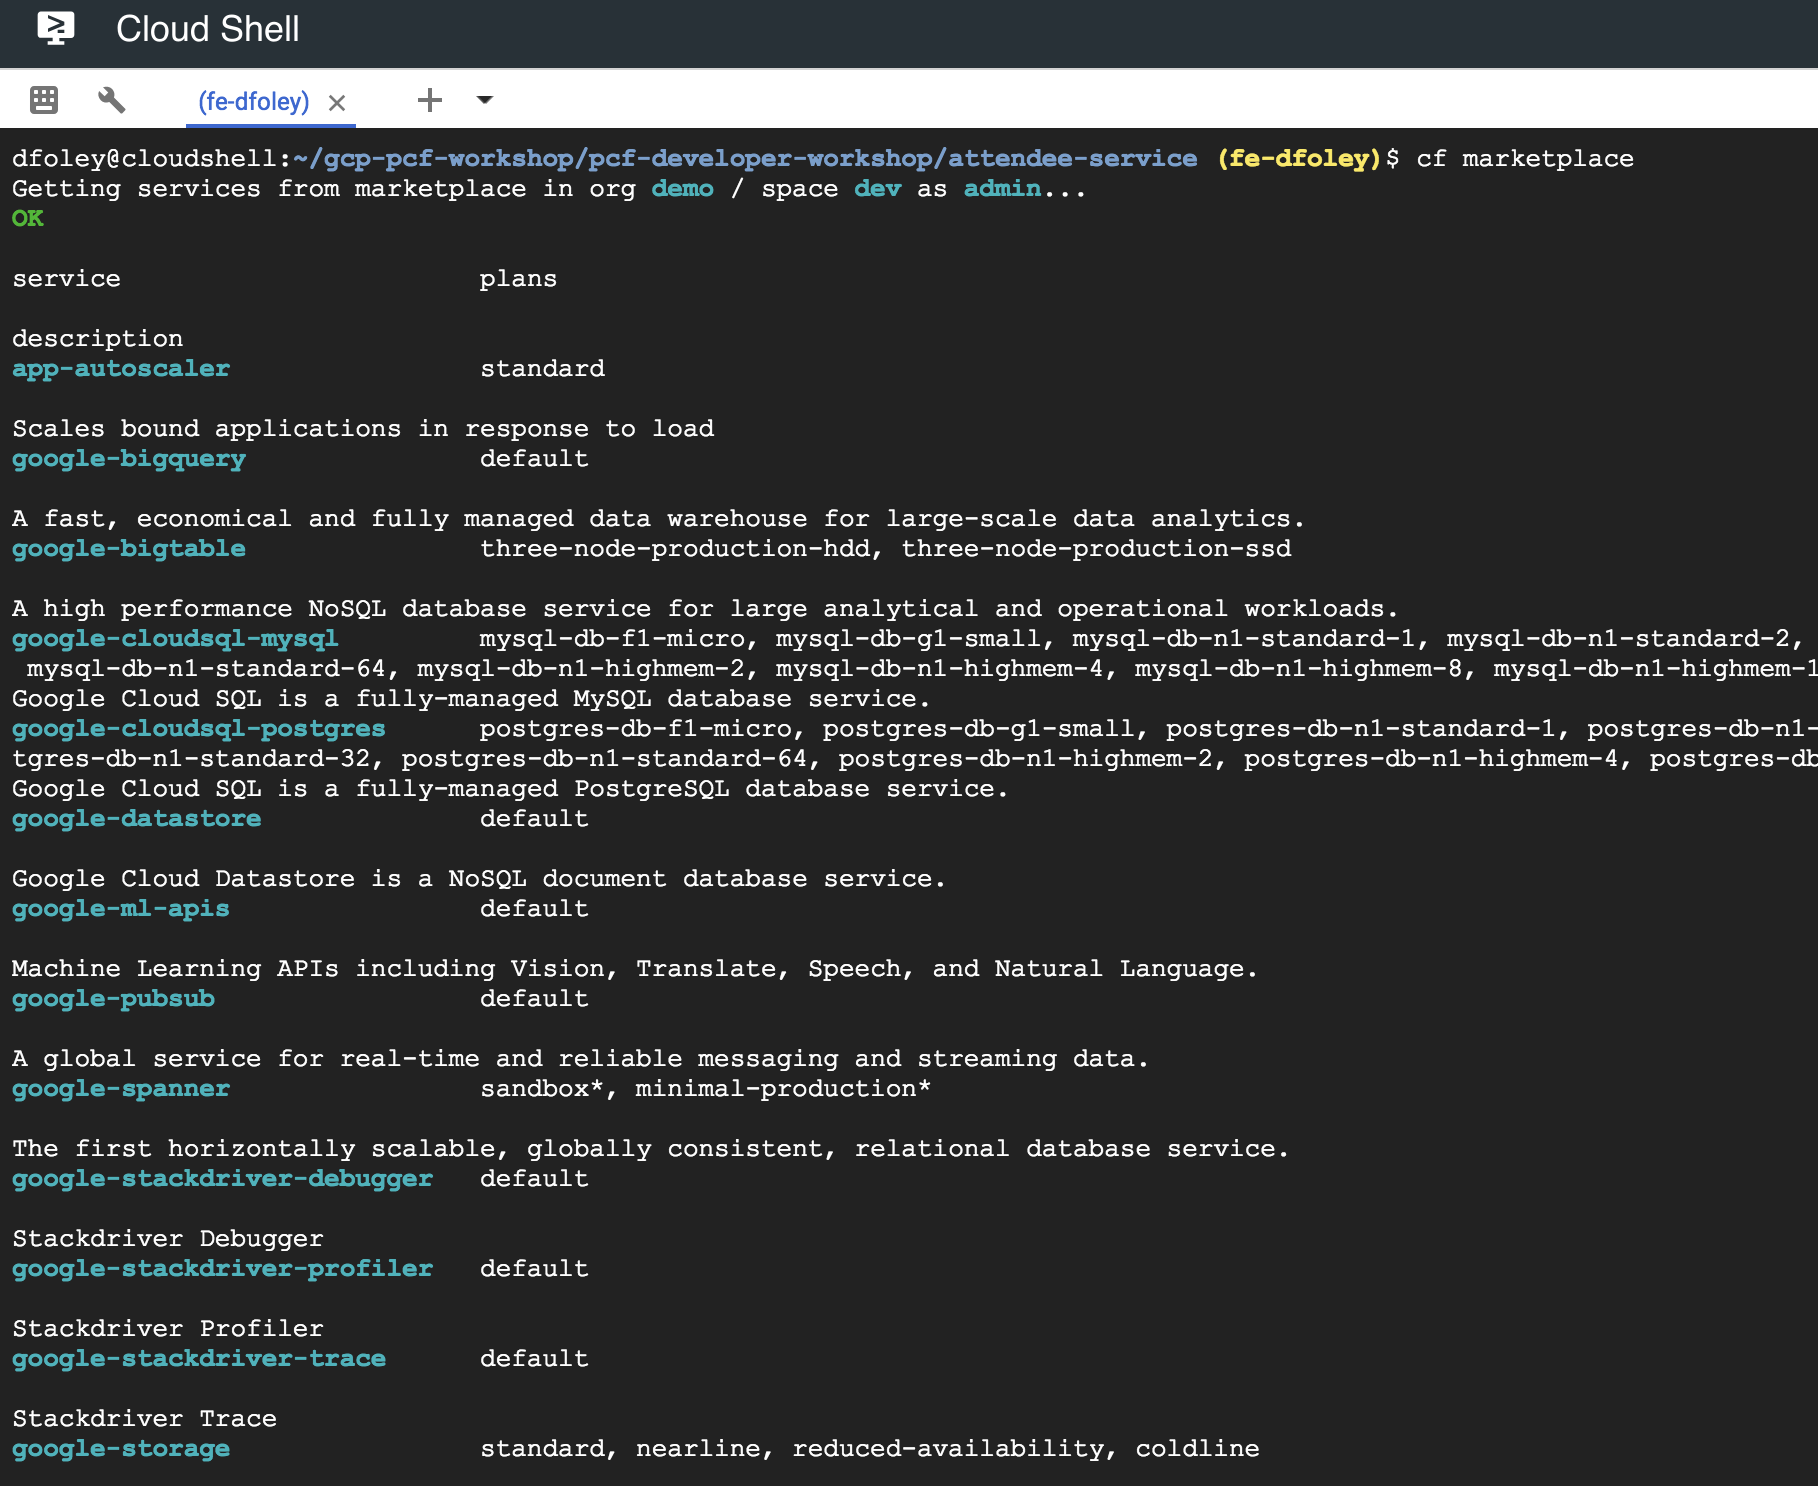 Cloud Shell
(fe-dfoley)
dfoley@cloudshell:~/gcp-pcf-workshop/pcf-developer-workshop/attendee-service (fe-dfoley)$ cf marketplace
Getting services from marketplace in org demo / space dev as admin...
OK
service plans
description
app-autoscaler standard
Scales bound applications in response to load
google-bigquery default
A fast, economical and fully managed data warehouse for large-scale data analytics.
google-bigtable three-node-production-hdd, three-node-production-ssd
A high performance NoSQL database service for large analytical and operational workloads.
google-cloudsql-mysql mysql-db-f1-micro, mysql-db-g1-small, mysql-db-n1-standard-1, mysql-db-n1-standard-2,
mysql-db-n1-standard-64, mysql-db-n1-highmem-2, mysql-db-n1-highmem-4, mysql-db-n1-highmem-8, mysql-db-n1-highmem-1
Google Cloud SQL is a fully-managed MySQL database service.
google-cloudsql-postgres postgres-db-f1-micro, postgres-db-g1-small, postgres-db-n1-standard-1, postgres-db-n1-
tgres-db-n1-standard-32, postgres-db-n1-standard-64, postgres-db-n1-highmem-2, postgres-db-n1-highmem-4, postgres-db
Google Cloud SQL is a fully-managed PostgreSQL database service.
google-datastore default
Google Cloud Datastore is a NoSQL document database service.
google-ml-apis default
Machine Learning APIs including Vision, Translate, Speech, and Natural Language.
google-pubsub default
A global service for real-time and reliable messaging and streaming data.
google-spanner sandbox*, minimal-production*
The first horizontally scalable, globally consistent, relational database service.
google-stackdriver-debugger default
Stackdriver Debugger
google-stackdriver-profiler default
Stackdriver Profiler
google-stackdriver-trace default
Stackdriver Trace
google-storage standard, nearline, reduced-availability, coldline